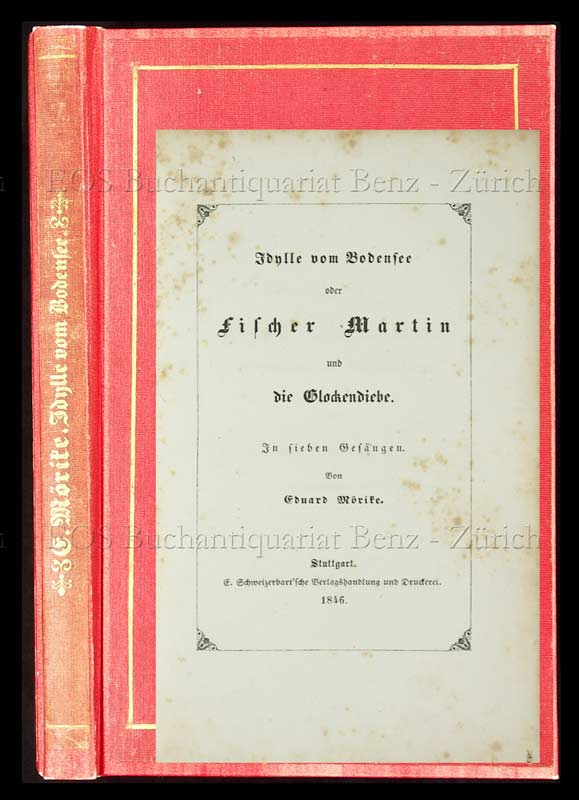 E. Mörike. Idylle vom Bodensee.
EOS Buchantiquariat Benz - Zürich
Idylle vom Bodensee
oder
Fischer Martin
und
die Glockendiebe.
In sieben Gesängen.
Von
Eduard Mörike.
EOS Buchantiquariat Benz - Zürich
Stuttgart.
E. Schweizerbart'sche Verlagshandlung und Druckerei.
1846.